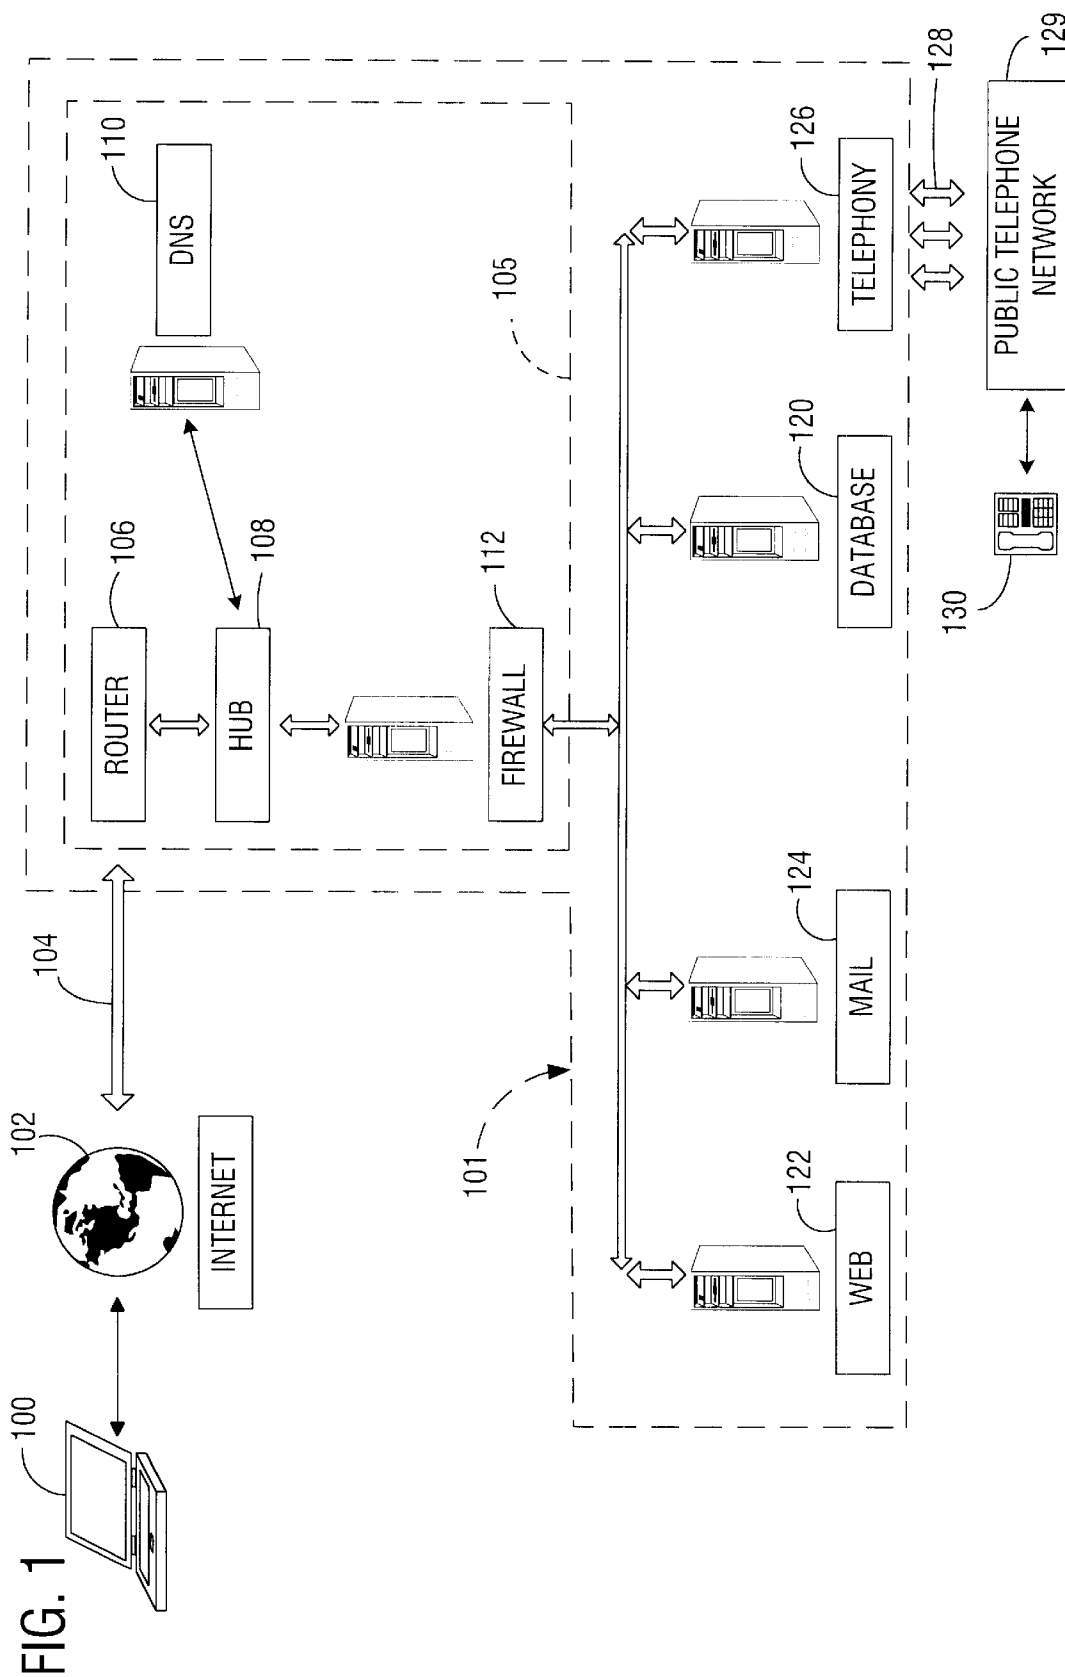 FIG. 1
100
102
INTERNET
104
ROUTER
106
HUB
108
DNS
110
FIREWALL
112
105
101
WEB
122
MAIL
124
DATABASE
120
TELEPHONY
126
128
PUBLIC TELEPHONE
NETWORK
129
130